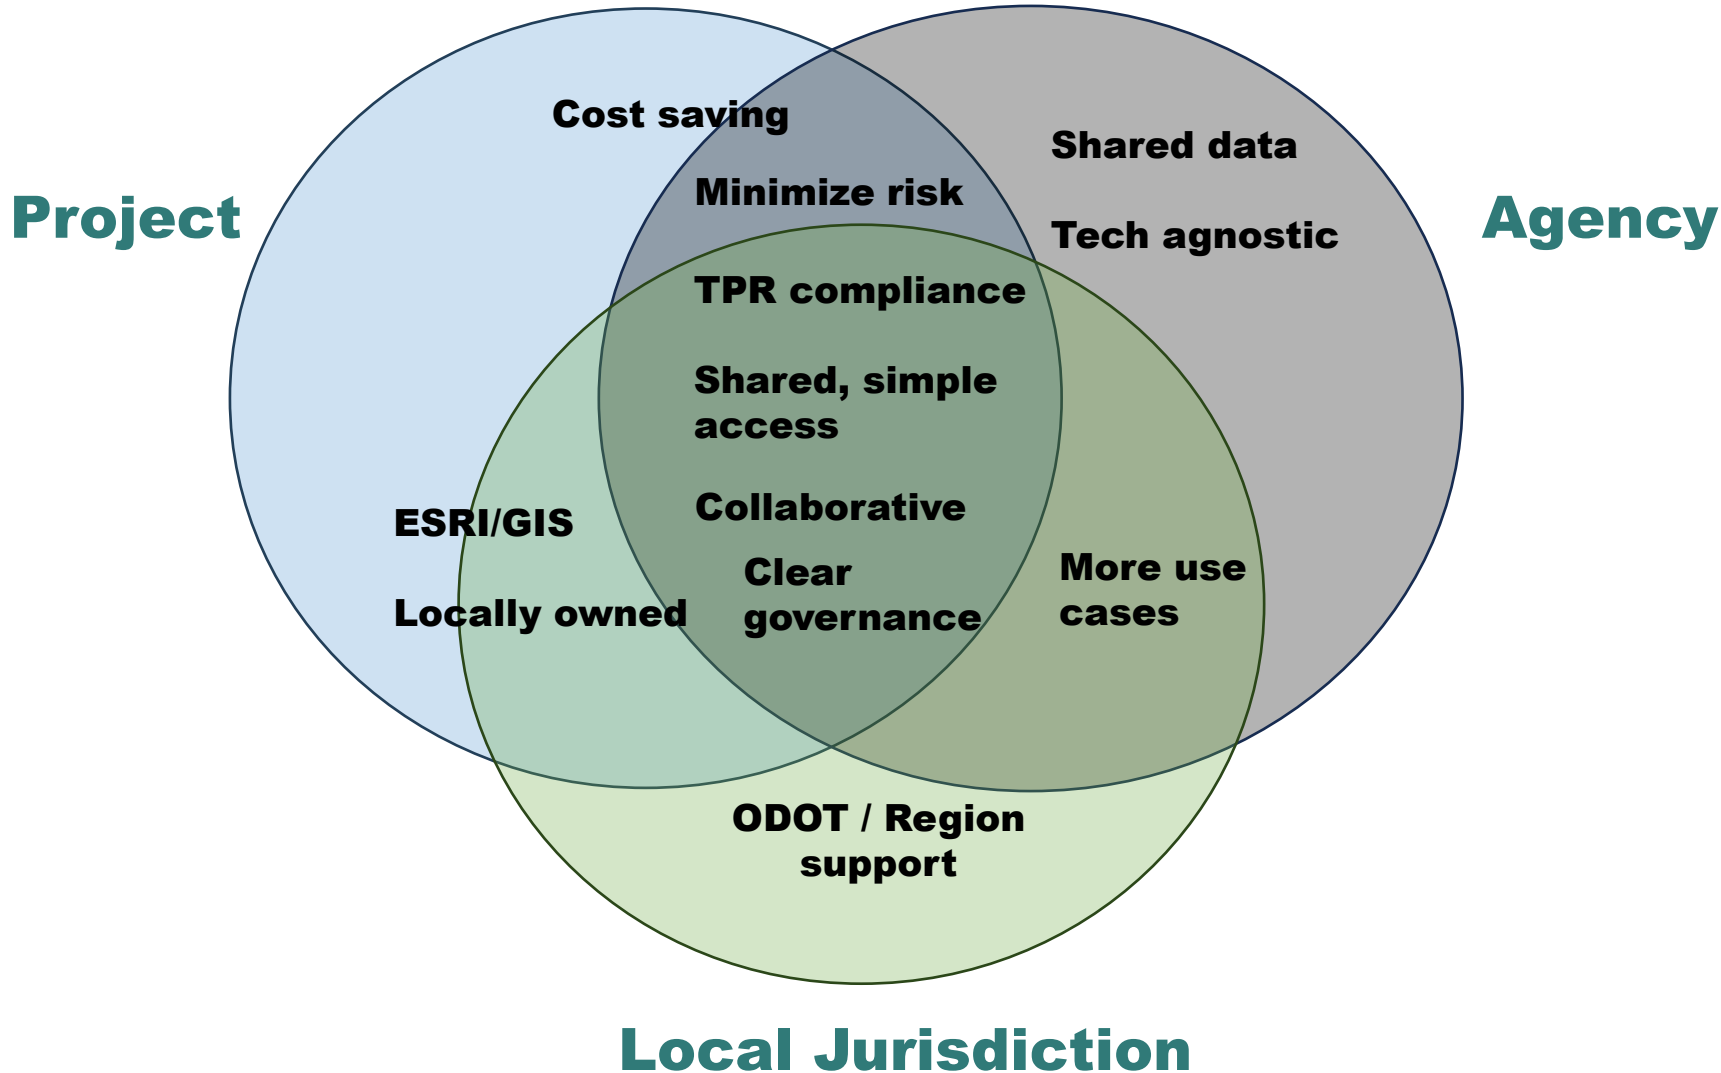 Cost saving
Shared data
Minimize risk
Project
Agency
Tech agnostic
TPR compliance
Shared, simple
access
Collaborative
ESRI/GIS
Clear
governance
More use
cases
Locally owned
ODOT / Region
support
Local Jurisdiction